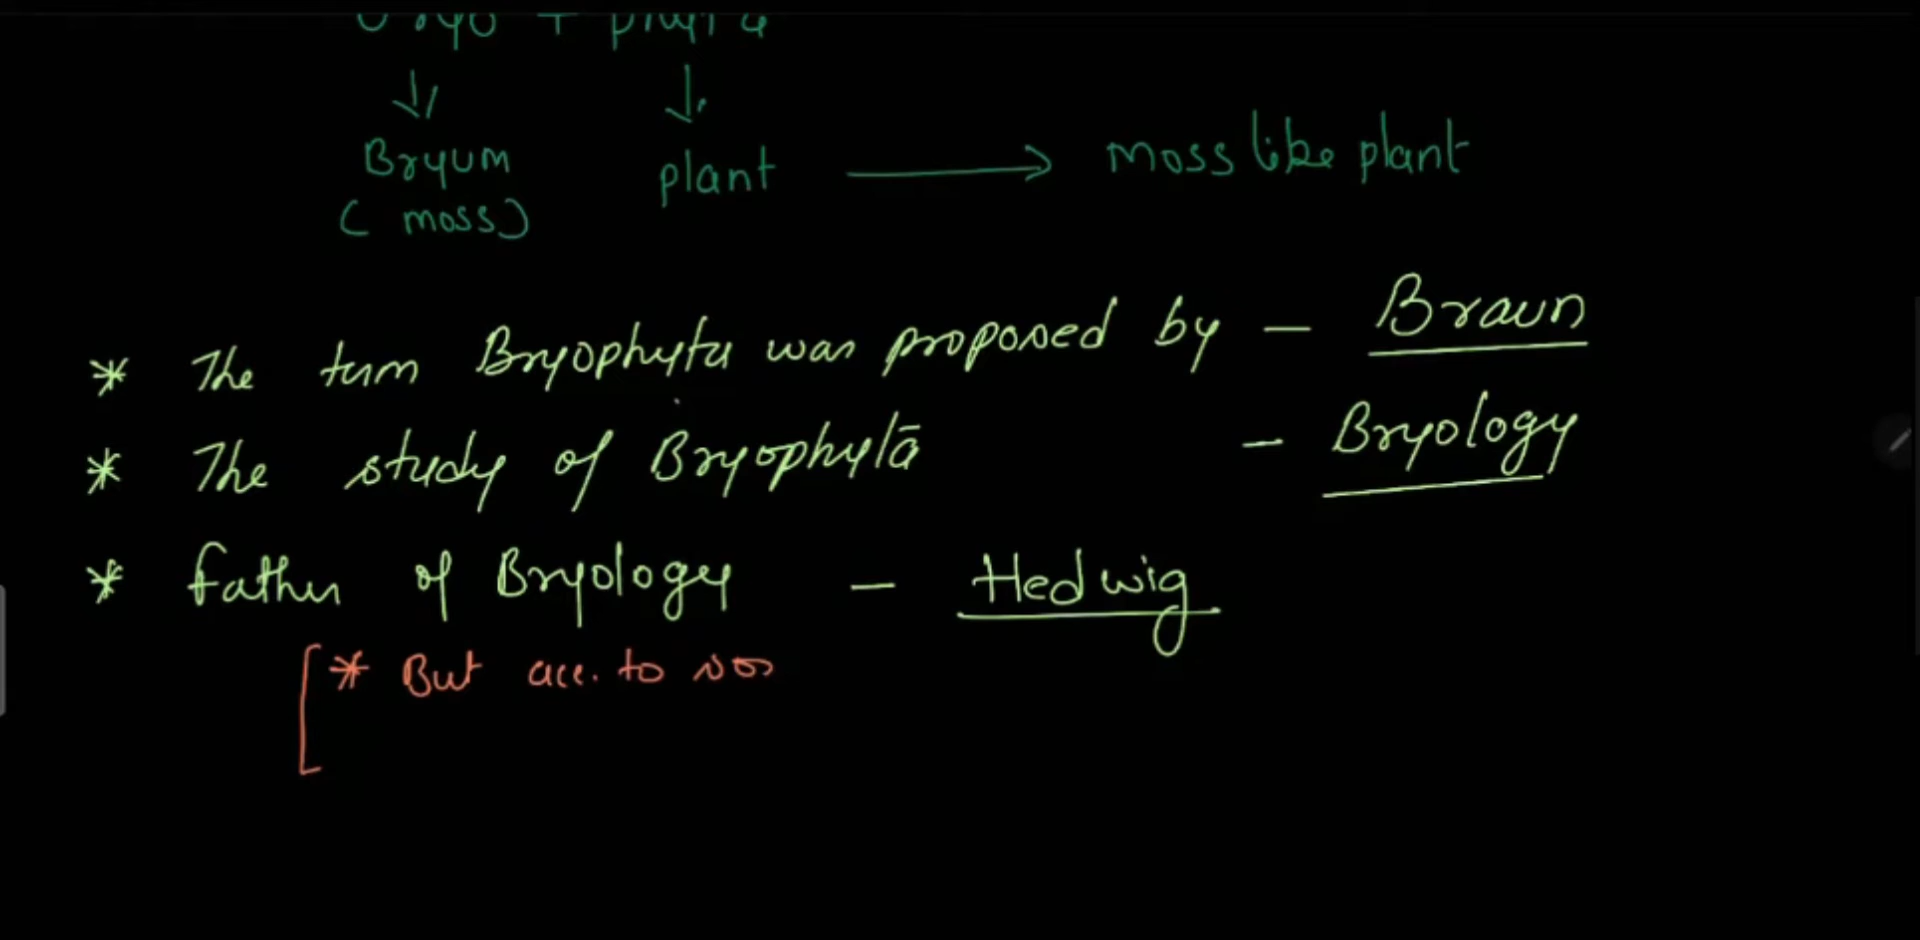 +
Bryum plant ⟶ moss like plant
(moss)
* The term Bryophyta was proposed by - Braun
* The study of Bryophyta - Bryology
* Father of Bryology - Hedwig
[* But acc. to